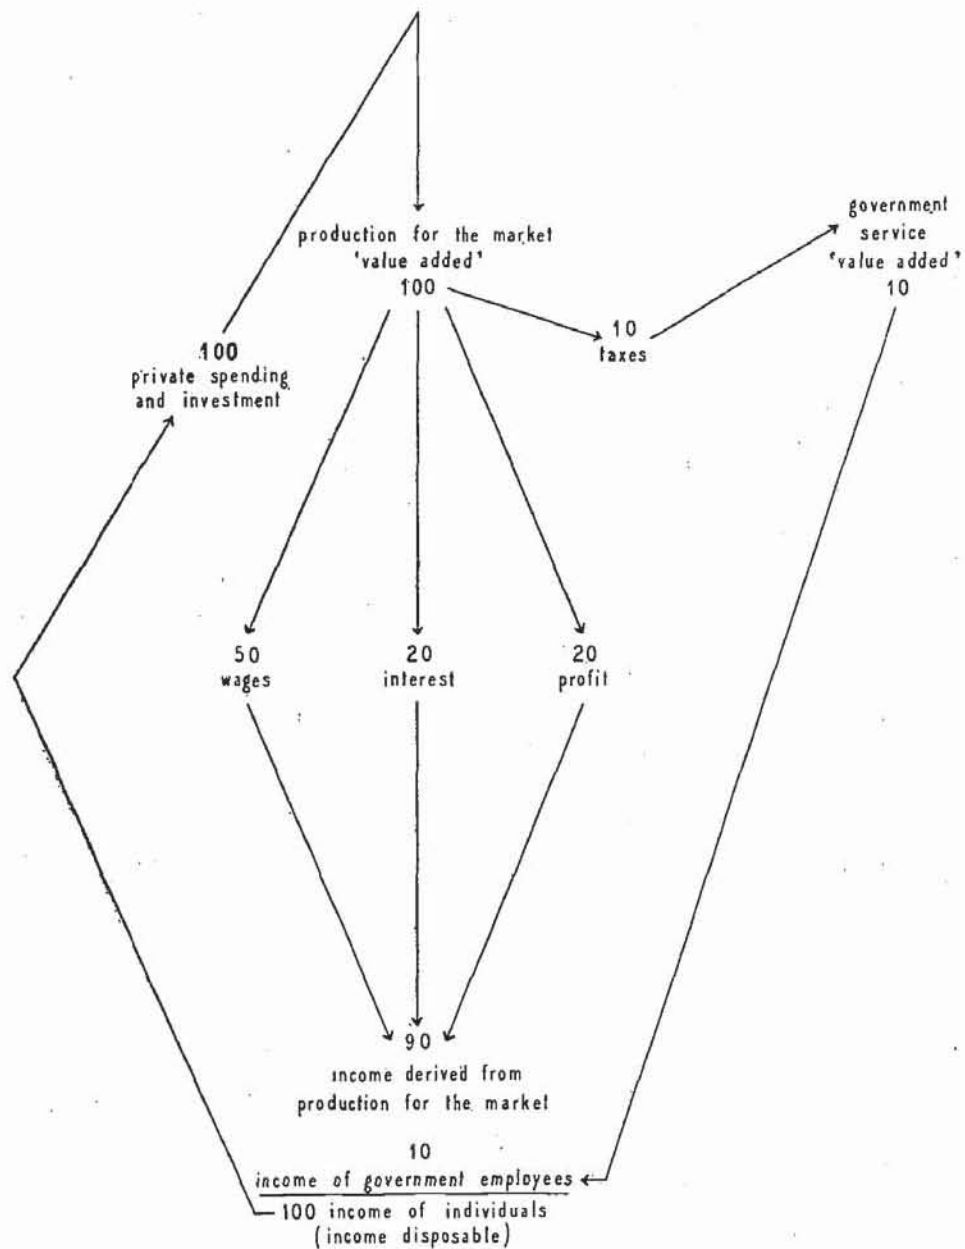 production for the market
'value added'
100
government
service
'value added'
10
10
taxes
100
private spending
and investment
50
wages
20
interest
20
profit
90
income derived from
production for the market
10
income of government employees
100 income of individuals
(income disposable)